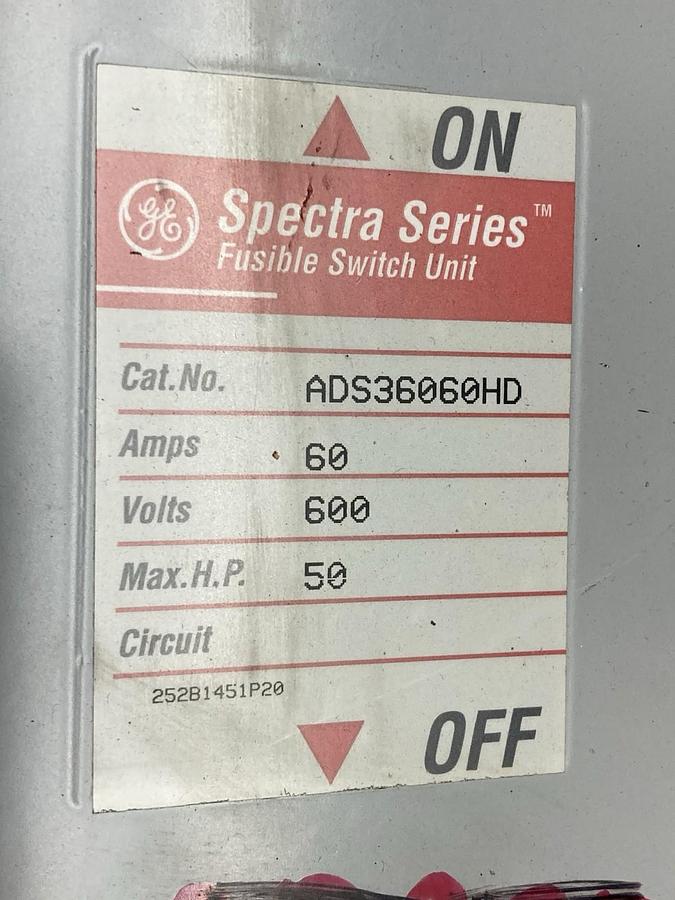 ON
GE
Spectra Series™
Fusible Switch Unit
Cat.No. ADS36060HD
Amps 60
Volts 600
Max.H.P. 50
Circuit
252B1451P20
OFF